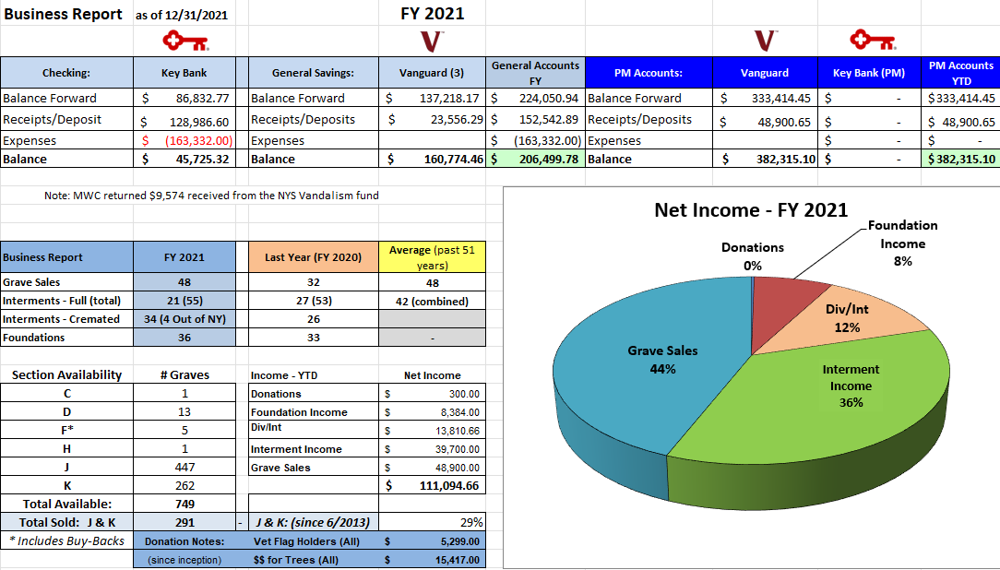 Business Report as of 12/31/2021 FY 2021
V V
Checking: Key Bank General Savings: Vanguard (3) General Accounts FY PM Accounts: Vanguard Key Bank (PM) PM Accounts YTD
Balance Forward $ 86,832.77 Balance Forward $ 137,218.17 $ 224,050.94 Balance Forward $ 333,414.45 $ - $333,414.45
Receipts/Deposit $ 128,986.60 Receipts/Deposits $ 23,556.29 $ 152,542.89 Receipts/Deposits $ 48,900.65 $ - $ 48,900.65
Expenses $ (163,332.00) Expenses $ (163,332.00) Expenses $ - $ -
Balance $ 45,725.32 Balance $ 160,774.46 $ 206,499.78 Balance $ 382,315.10 $ - $382,315.10
Note: MWC returned $9,574 received from the NYS Vandalism fund
Business Report FY 2021 Last Year (FY 2020) Average (past 51 years)
Grave Sales 48 32 48
Interments - Full (total) 21 (55) 27 (53) 42 (combined)
Interments - Cremated 34 (4 Out of NY) 26
Foundations 36 33 -
Section Availability # Graves Income - YTD Net Income
C 1 Donations $ 300.00
D 13 Foundation Income $ 8,384.00
F* 5 Div/Int $ 13,810.66
H 1 Interment Income $ 39,700.00
J 447 Grave Sales $ 48,900.00
K 262 $ 111,094.66
Total Available: 749
Total Sold: J & K 291 - J & K: (since 6/2013) 29%
* Includes Buy-Backs Donation Notes: Vet Flag Holders (All) $ 5,299.00
(since inception) $$ for Trees (All) $ 15,417.00
Net Income - FY 2021
Donations
0%
Foundation
Income
8%
Div/Int
12%
Interment
Income
36%
Grave Sales
44%